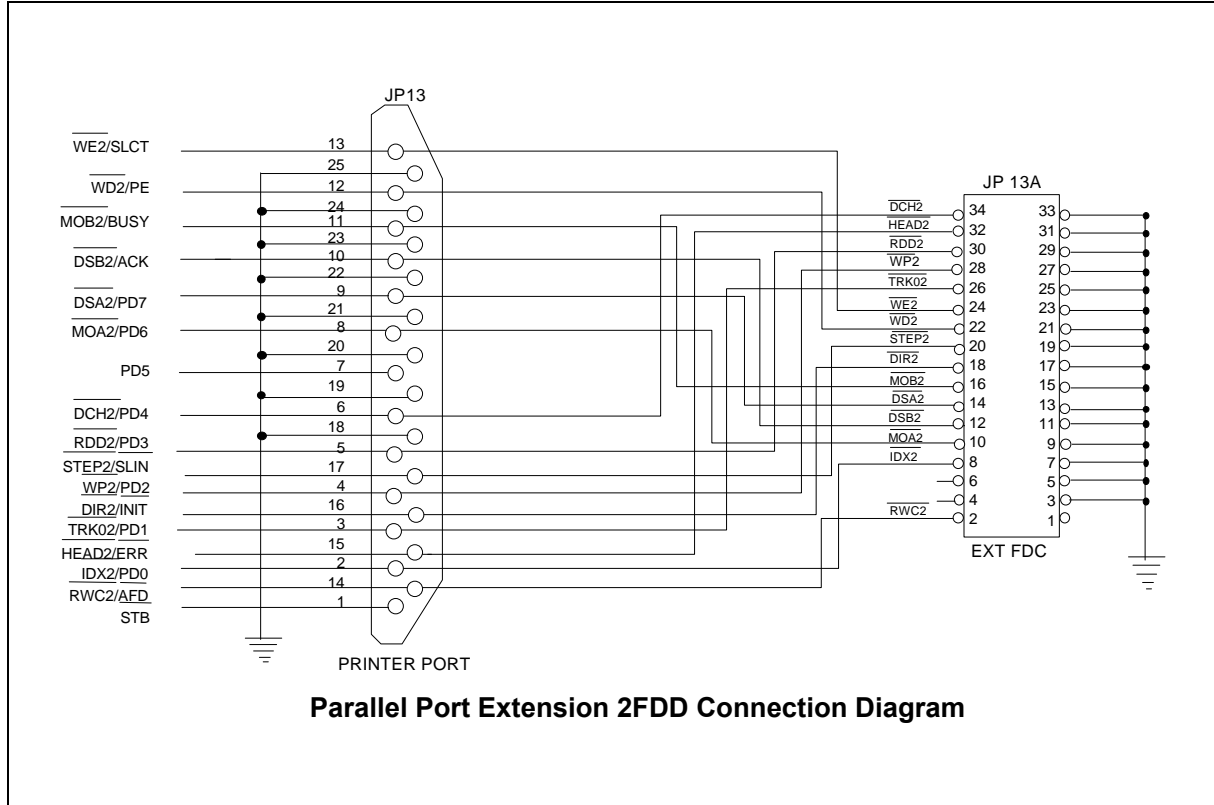 JP13
WE2/SLCT 13
25
WD2/PE 12
24
MOB2/BUSY 11
23
DSB2/ACK 10
22
DSA2/PD7 9
21
MOA2/PD6 8
20
PD5 7
19
DCH2/PD4 6
18
RDD2/PD3 5
STEP2/SLIN 17
WP2/PD2 4
DIR2/INIT 16
TRK02/PD1 3
HEAD2/ERR 15
IDX2/PD0 2
RWC2/AFD 14
STB 1
PRINTER PORT
JP 13A
DCH2 34 33
HEAD2 32 31
RDD2 30 29
WP2 28 27
TRK02 26 25
WE2 24 23
WD2 22 21
STEP2 20 19
DIR2 18 17
MOB2 16 15
DSA2 14 13
DSB2 12 11
MOA2 10 9
IDX2 8 7
6 5
4 3
RWC2 2 1
EXT FDC
Parallel Port Extension 2FDD Connection Diagram